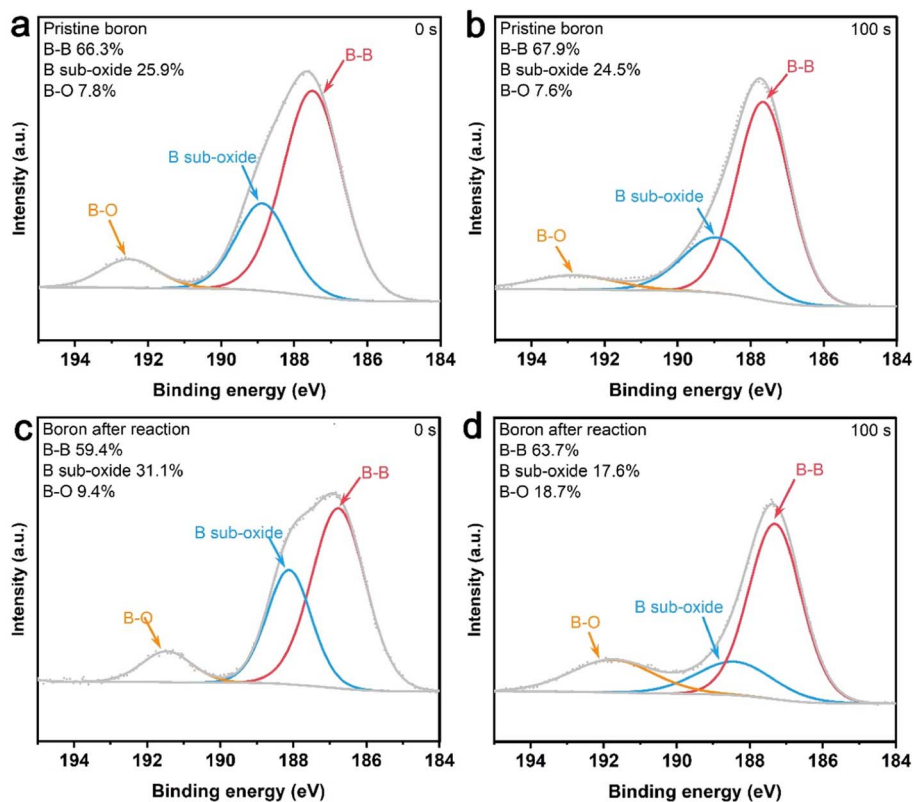 a
Pristine boron
0 s
B-B 66.3%
B sub-oxide 25.9%
B-O 7.8%
B-B
B sub-oxide
B-O
Intensity (a.u.)
194 192 190 188 186 184
Binding energy (eV)
b
Pristine boron
100 s
B-B 67.9%
B sub-oxide 24.5%
B-O 7.6%
B-B
B sub-oxide
B-O
Intensity (a.u.)
194 192 190 188 186 184
Binding energy (eV)
c
Boron after reaction
0 s
B-B 59.4%
B sub-oxide 31.1%
B-O 9.4%
B-B
B sub-oxide
B-O
Intensity (a.u.)
194 192 190 188 186 184
Binding energy (eV)
d
Boron after reaction
100 s
B-B 63.7%
B sub-oxide 17.6%
B-O 18.7%
B-B
B sub-oxide
B-O
Intensity (a.u.)
194 192 190 188 186 184
Binding energy (eV)